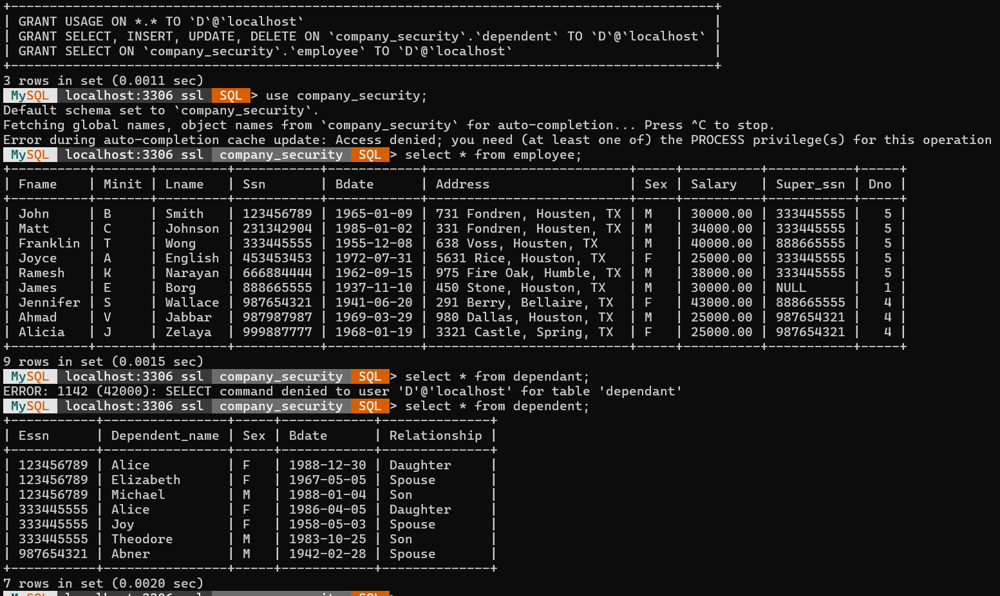 +-------------------------------------------------------------------------------------------+
| GRANT USAGE ON *.* TO `D`@`localhost`                                                      |
| GRANT SELECT, INSERT, UPDATE, DELETE ON `company_security`.`dependent` TO `D`@`localhost` |
| GRANT SELECT ON `company_security`.`employee` TO `D`@`localhost`                          |
+-------------------------------------------------------------------------------------------+
3 rows in set (0.0011 sec)
MySQL localhost:3306 ssl SQL > use company_security;
Default schema set to `company_security`.
Fetching global names, object names from `company_security` for auto-completion... Press ^C to stop.
Error during auto-completion cache update: Access denied; you need (at least one of) the PROCESS privilege(s) for this operation
MySQL localhost:3306 ssl company_security SQL > select * from employee;
+----------+-------+---------+-----------+------------+--------------------------+-----+----------+-----------+-----+
| Fname    | Minit | Lname   | Ssn       | Bdate      | Address                  | Sex | Salary   | Super_ssn | Dno |
+----------+-------+---------+-----------+------------+--------------------------+-----+----------+-----------+-----+
| John     | B     | Smith   | 123456789 | 1965-01-09 | 731 Fondren, Housten, TX | M   | 30000.00 | 333445555 |   5 |
| Matt     | C     | Johnson | 231342904 | 1985-01-02 | 331 Fondren, Housten, TX | M   | 34000.00 | 333445555 |   5 |
| Franklin | T     | Wong    | 333445555 | 1955-12-08 | 638 Voss, Housten, TX    | M   | 40000.00 | 888665555 |   5 |
| Joyce    | A     | English | 453453453 | 1972-07-31 | 5631 Rice, Houston, TX   | F   | 25000.00 | 333445555 |   5 |
| Ramesh   | K     | Narayan | 666884444 | 1962-09-15 | 975 Fire Oak, Humble, TX | M   | 38000.00 | 333445555 |   5 |
| James    | E     | Borg    | 888665555 | 1937-11-10 | 450 Stone, Houston, TX   | M   | 30000.00 | NULL      |   1 |
| Jennifer | S     | Wallace | 987654321 | 1941-06-20 | 291 Berry, Bellaire, TX  | F   | 43000.00 | 888665555 |   4 |
| Ahmad    | V     | Jabbar  | 987987987 | 1969-03-29 | 980 Dallas, Houston, TX  | M   | 25000.00 | 987654321 |   4 |
| Alicia   | J     | Zelaya  | 999887777 | 1968-01-19 | 3321 Castle, Spring, TX  | F   | 25000.00 | 987654321 |   4 |
+----------+-------+---------+-----------+------------+--------------------------+-----+----------+-----------+-----+
9 rows in set (0.0015 sec)
MySQL localhost:3306 ssl company_security SQL > select * from dependant;
ERROR: 1142 (42000): SELECT command denied to user 'D'@'localhost' for table 'dependant'
MySQL localhost:3306 ssl company_security SQL > select * from dependent;
+-----------+----------------+-----+------------+--------------+
| Essn      | Dependent_name | Sex | Bdate      | Relationship |
+-----------+----------------+-----+------------+--------------+
| 123456789 | Alice          | F   | 1988-12-30 | Daughter     |
| 123456789 | Elizabeth      | F   | 1967-05-05 | Spouse       |
| 123456789 | Michael        | M   | 1988-01-04 | Son          |
| 333445555 | Alice          | F   | 1986-04-05 | Daughter     |
| 333445555 | Joy            | F   | 1958-05-03 | Spouse       |
| 333445555 | Theodore       | M   | 1983-10-25 | Son          |
| 987654321 | Abner          | M   | 1942-02-28 | Spouse       |
+-----------+----------------+-----+------------+--------------+
7 rows in set (0.0020 sec)